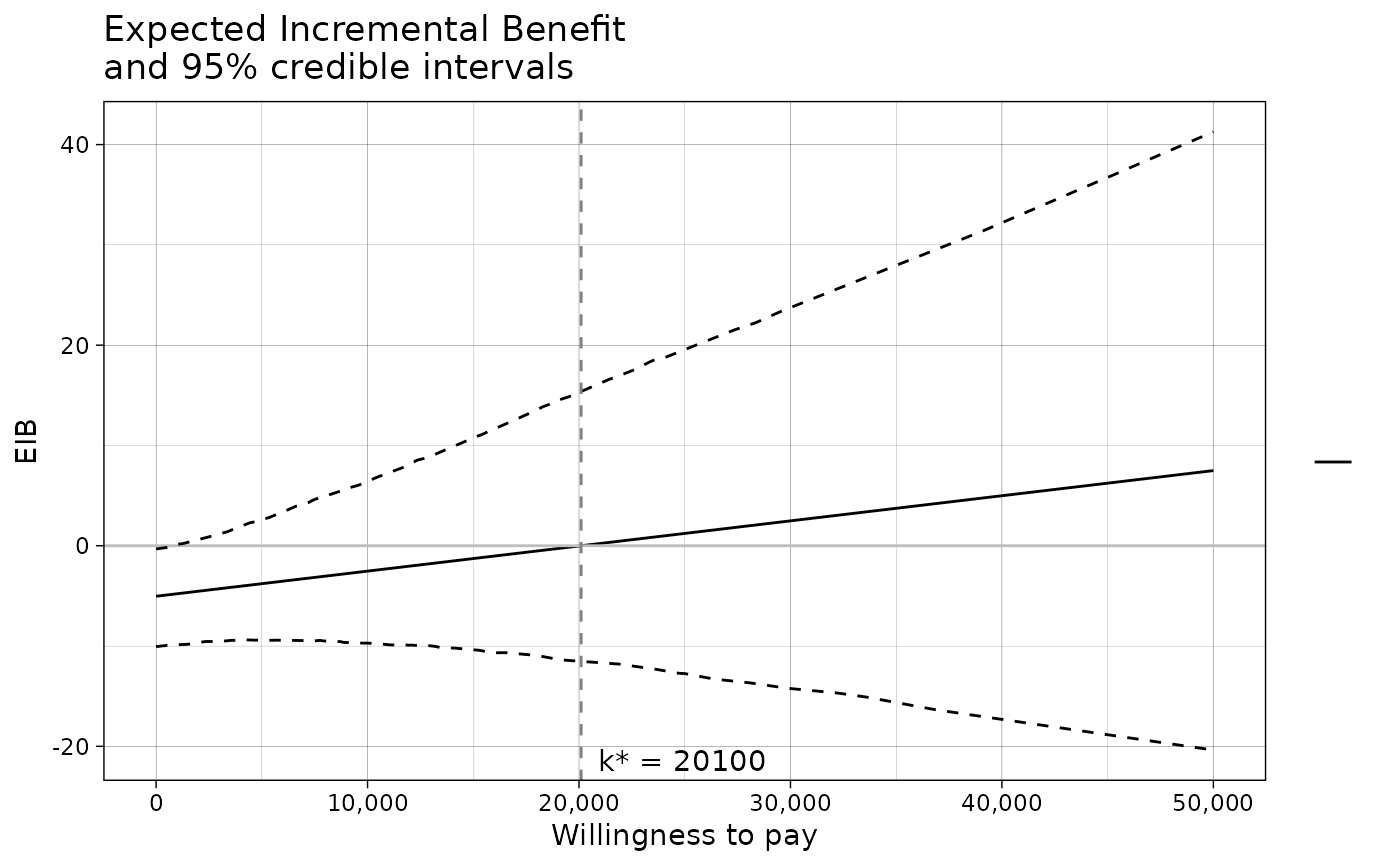 Expected Incremental Benefit
and 95% credible intervals
EIB
40
20
0
-20
k* = 20100
0 10,000 20,000 30,000 40,000 50,000
Willingness to pay